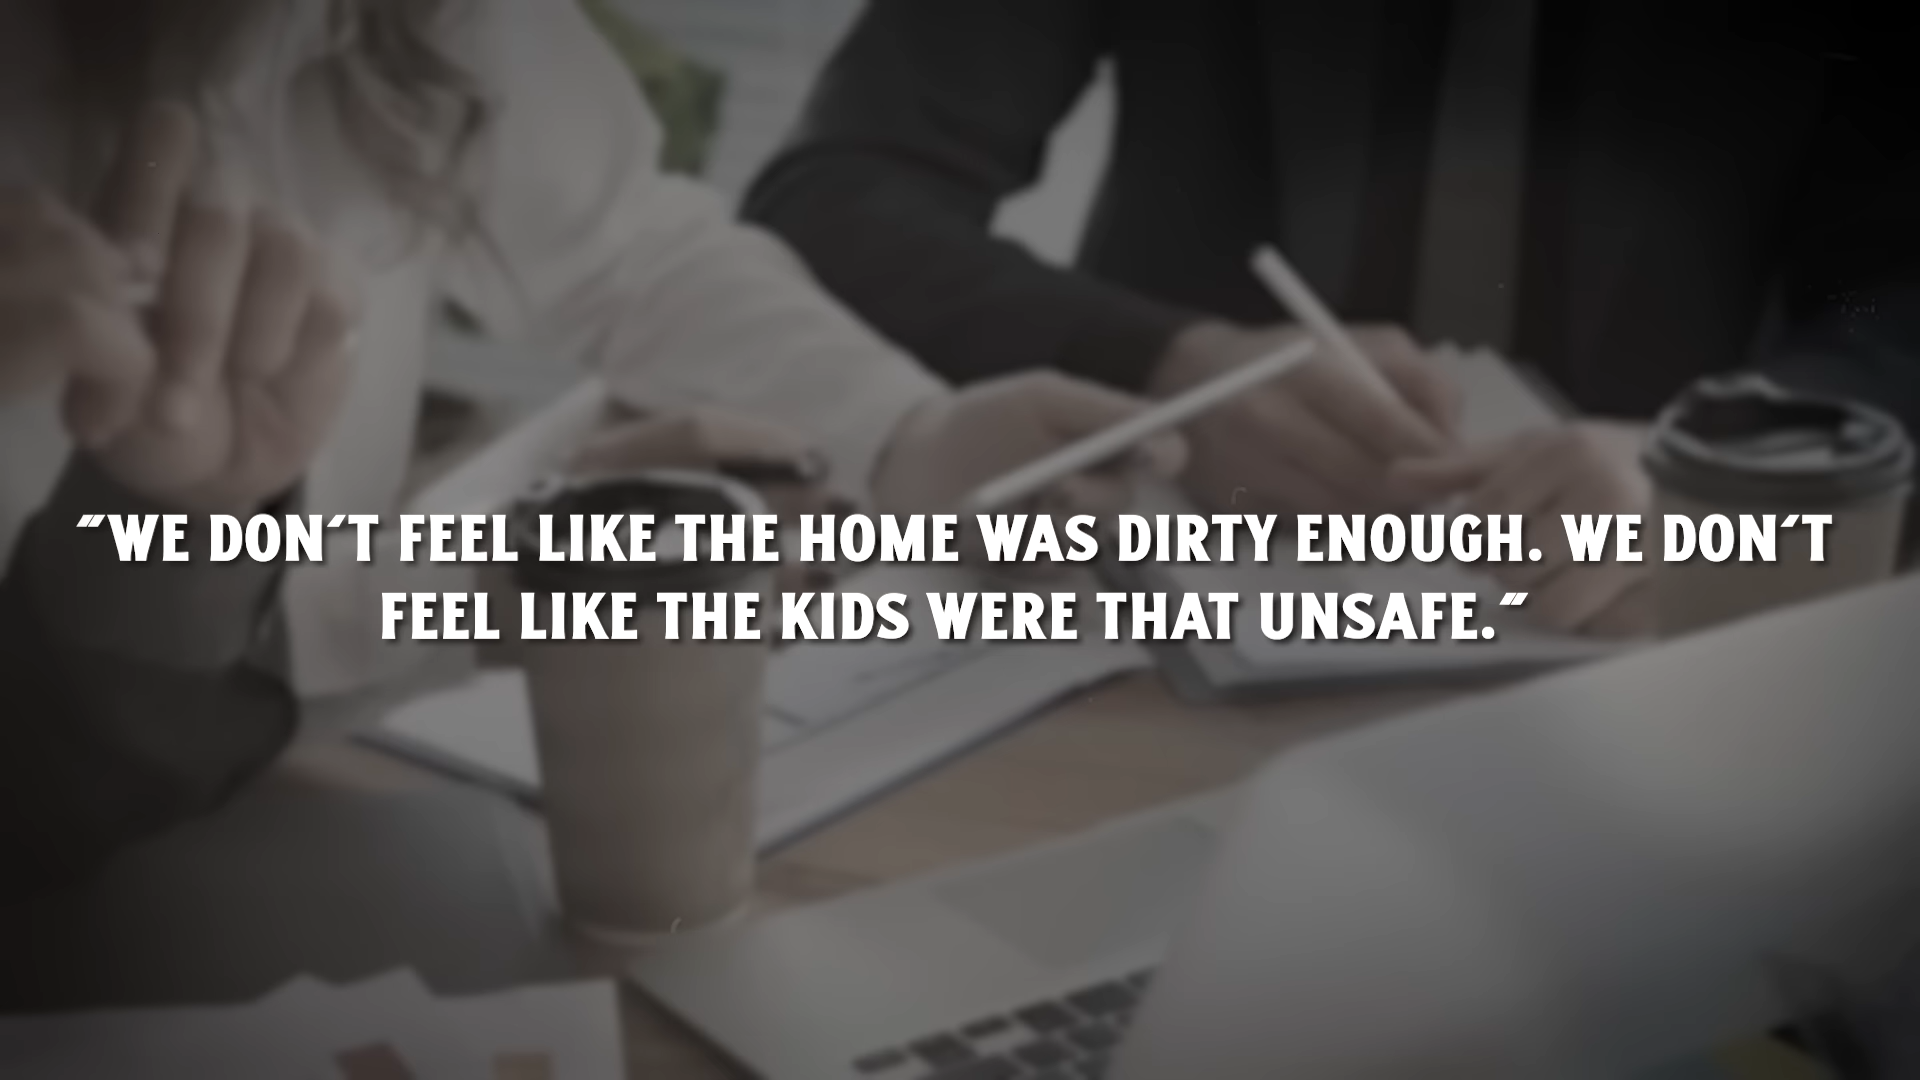 "WE DON'T FEEL LIKE THE HOME WAS DIRTY ENOUGH. WE DON'T
FEEL LIKE THE KIDS WERE THAT UNSAFE."